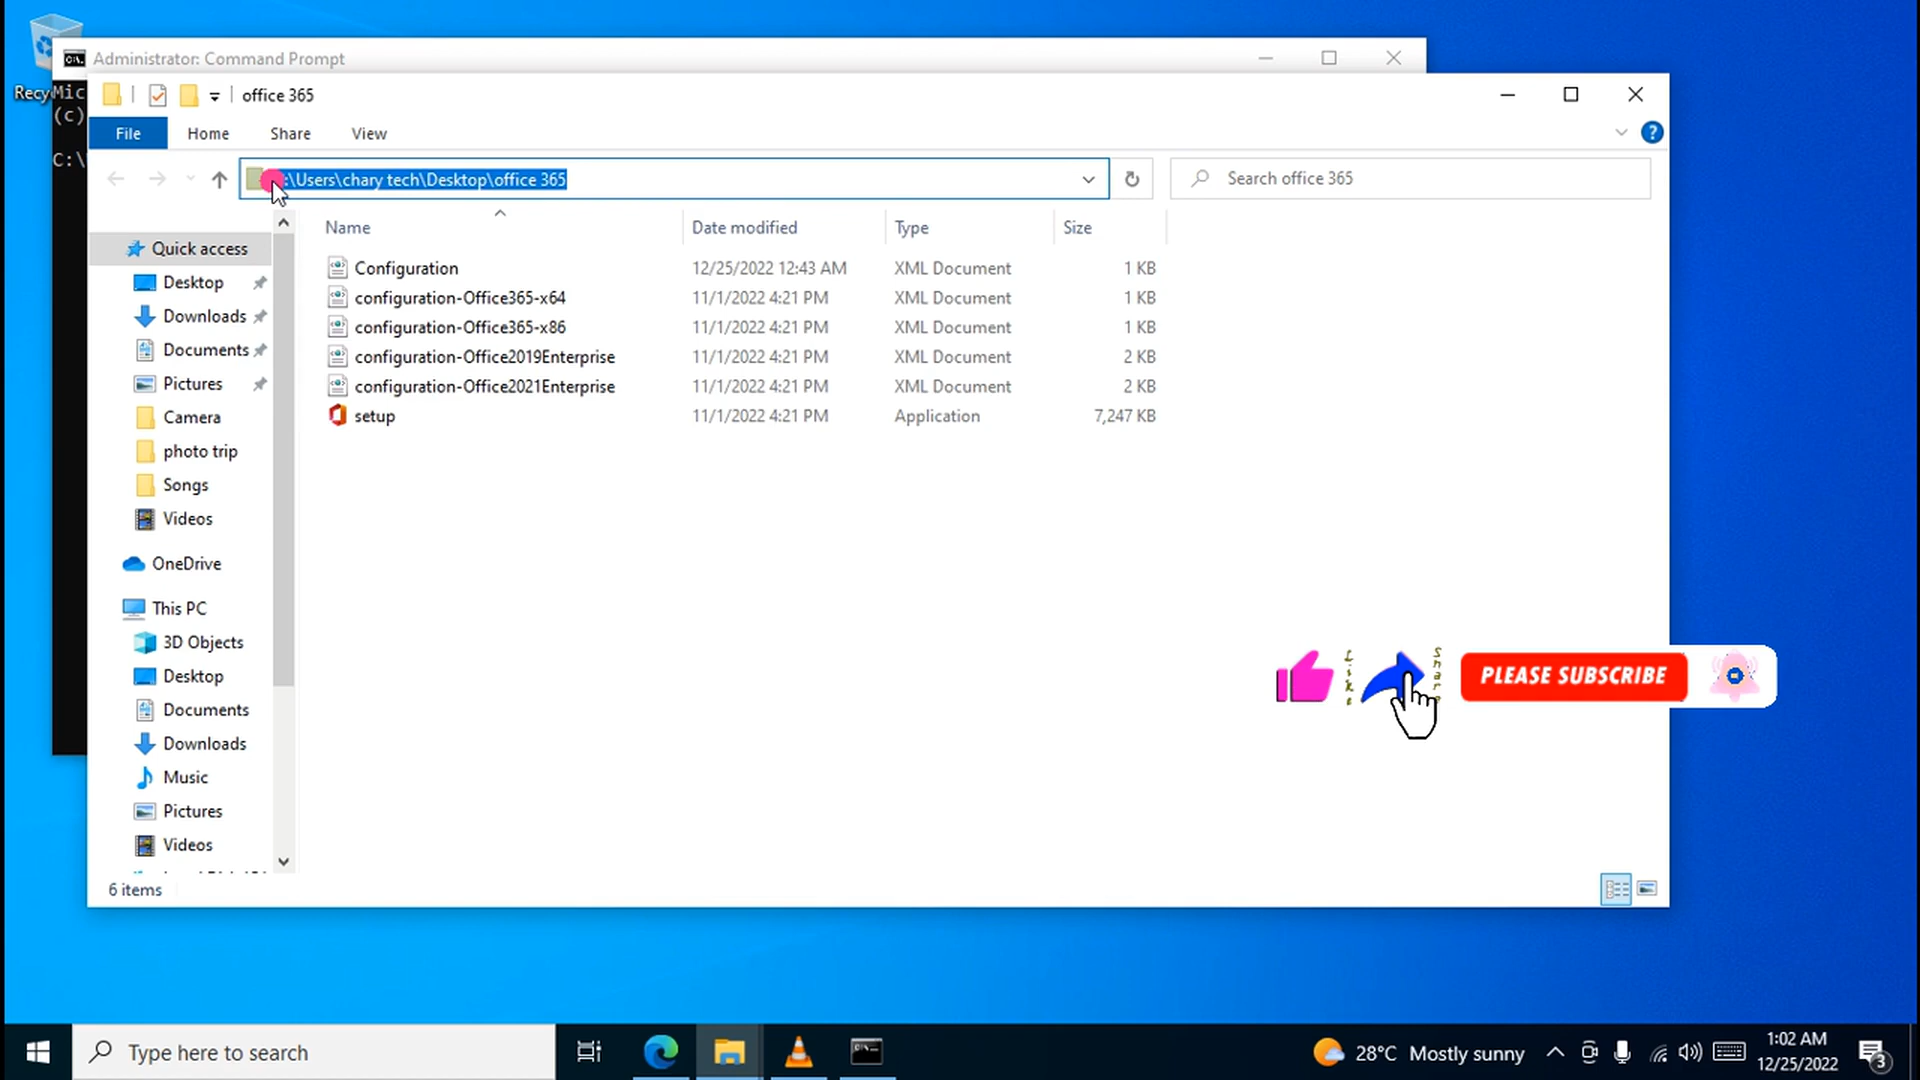 Administrator: Command Prompt
Recy
Mic
(c)
C:\
office 365
File
Home
Share
View
:\Users\chary tech\Desktop\office 365
Search office 365
Name
Date modified
Type
Size
Quick access
Desktop
Downloads
Documents
Pictures
Camera
photo trip
Songs
Videos
OneDrive
This PC
3D Objects
Desktop
Documents
Downloads
Music
Pictures
Videos
Configuration 12/25/2022 12:43 AM XML Document 1 KB
configuration-Office365-x64 11/1/2022 4:21 PM XML Document 1 KB
configuration-Office365-x86 11/1/2022 4:21 PM XML Document 1 KB
configuration-Office2019Enterprise 11/1/2022 4:21 PM XML Document 2 KB
configuration-Office2021Enterprise 11/1/2022 4:21 PM XML Document 2 KB
setup 11/1/2022 4:21 PM Application 7,247 KB
Like
Share
PLEASE SUBSCRIBE
6 items
Type here to search
28°C Mostly sunny
1:02 AM
12/25/2022
3